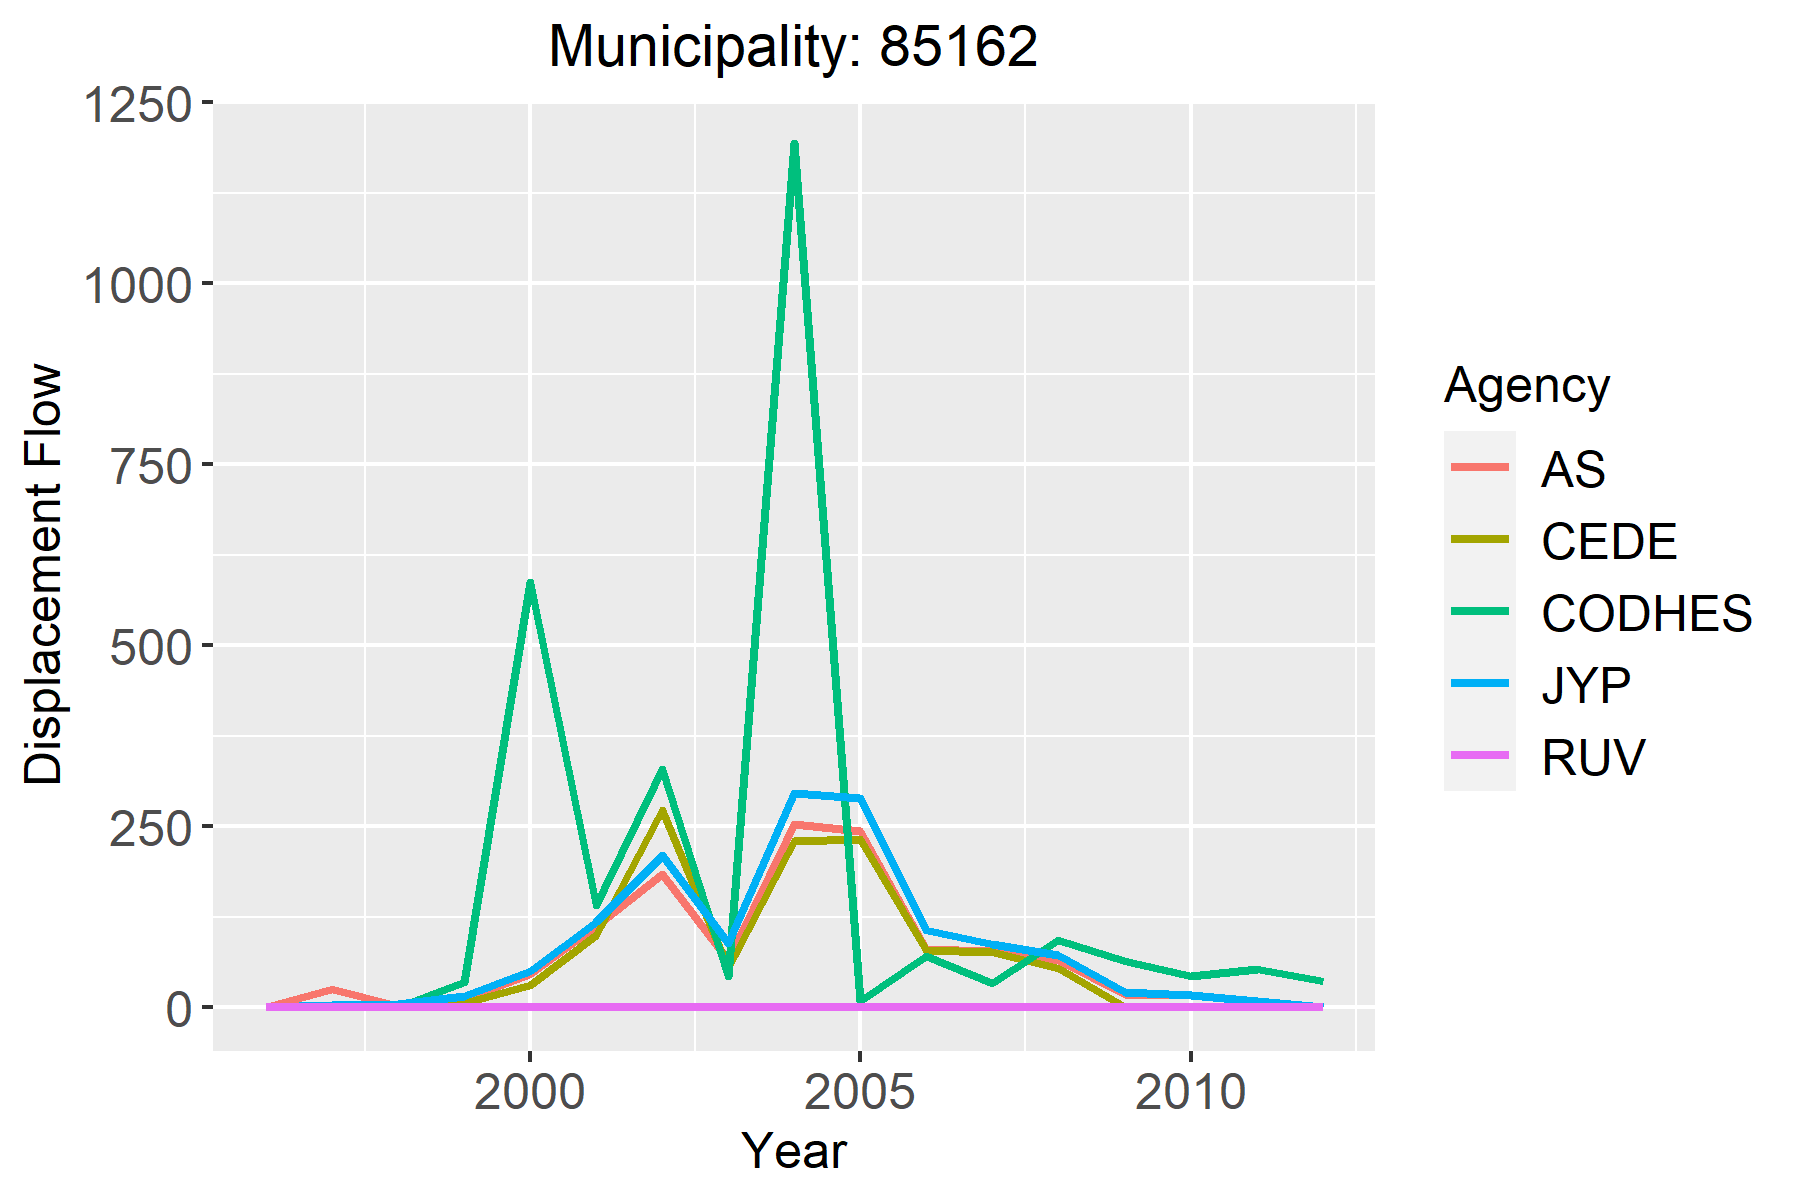 Municipality: 85162
1250
1000
750
500
250
0
Displacement Flow
2000
2005
2010
Year
Agency
AS
CEDE
CODHES
JYP
RUV